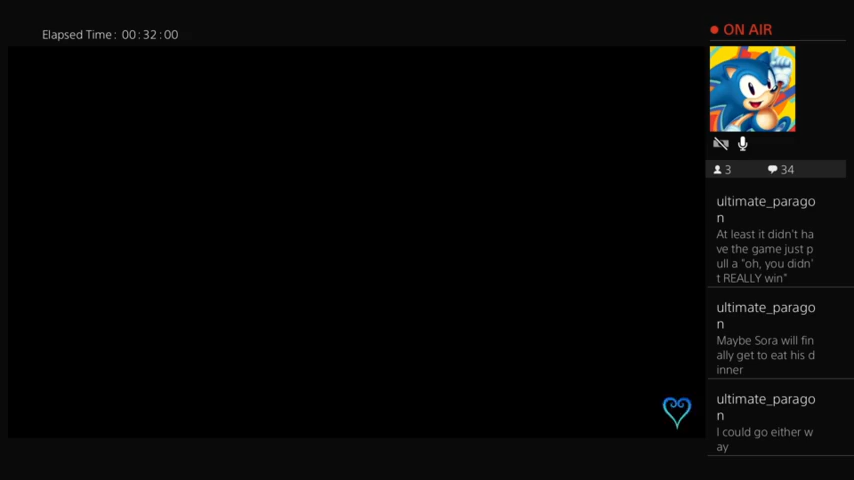 Elapsed Time: 00:32:00
ON AIR
3 34
ultimate_parago
n
At least it didn't ha
ve the game just p
ull a "oh, you didn'
t REALLY win"
ultimate_parago
n
Maybe Sora will fin
ally get to eat his d
inner
ultimate_parago
n
I could go either w
ay